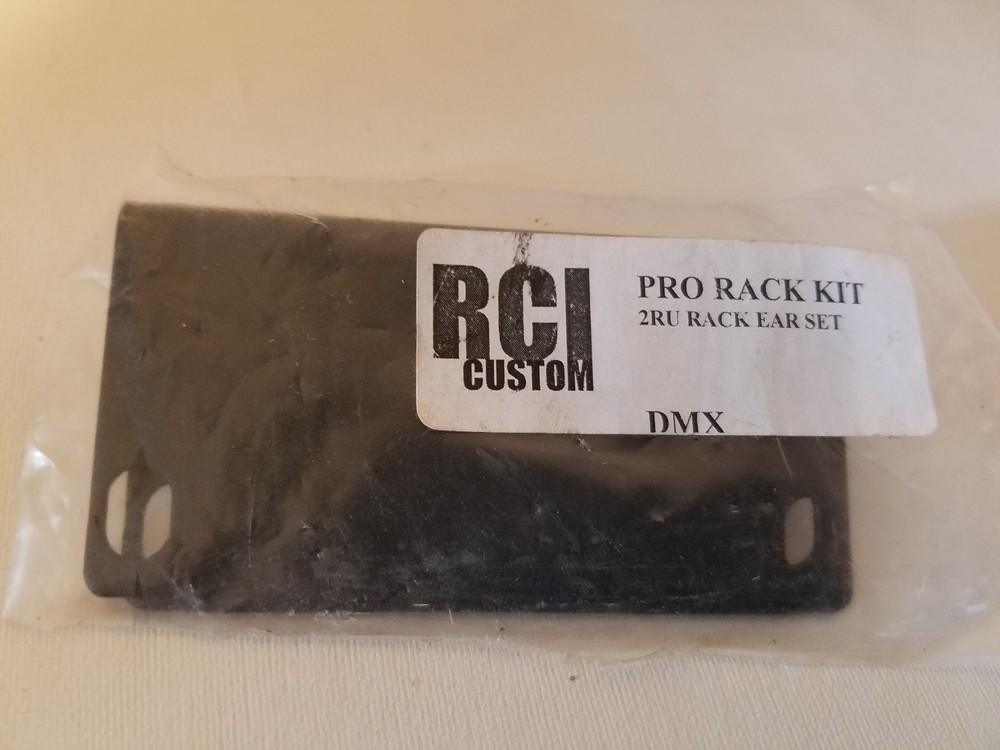 RCI
CUSTOM
PRO RACK KIT
2RU RACK EAR SET
DMX